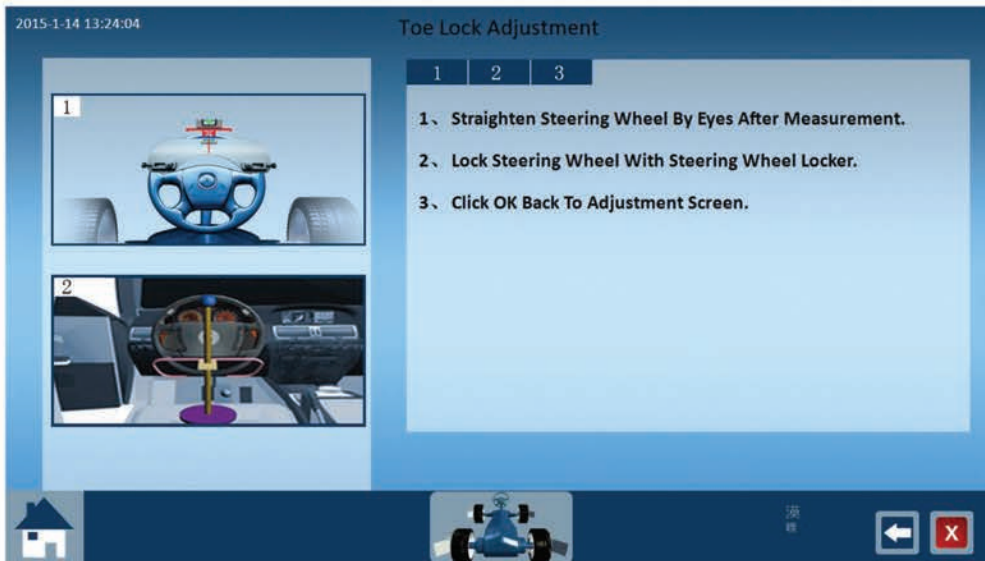 2015-1-14 13:24:04
Toe Lock Adjustment
1
2
1 2 3
1、 Straighten Steering Wheel By Eyes After Measurement.
2、 Lock Steering Wheel With Steering Wheel Locker.
3、 Click OK Back To Adjustment Screen.
X